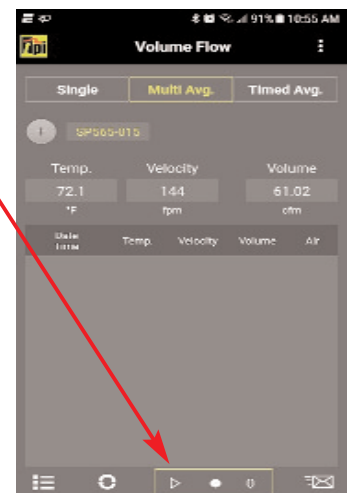 91% 10:55 AM
TPI Volume Flow
Single Multi Avg. Timed Avg.
SP565-015
Temp. Velocity Volume
72.1 144 61.02
°F fpm cfm
Date
Time
Temp. Velocity Volume Air